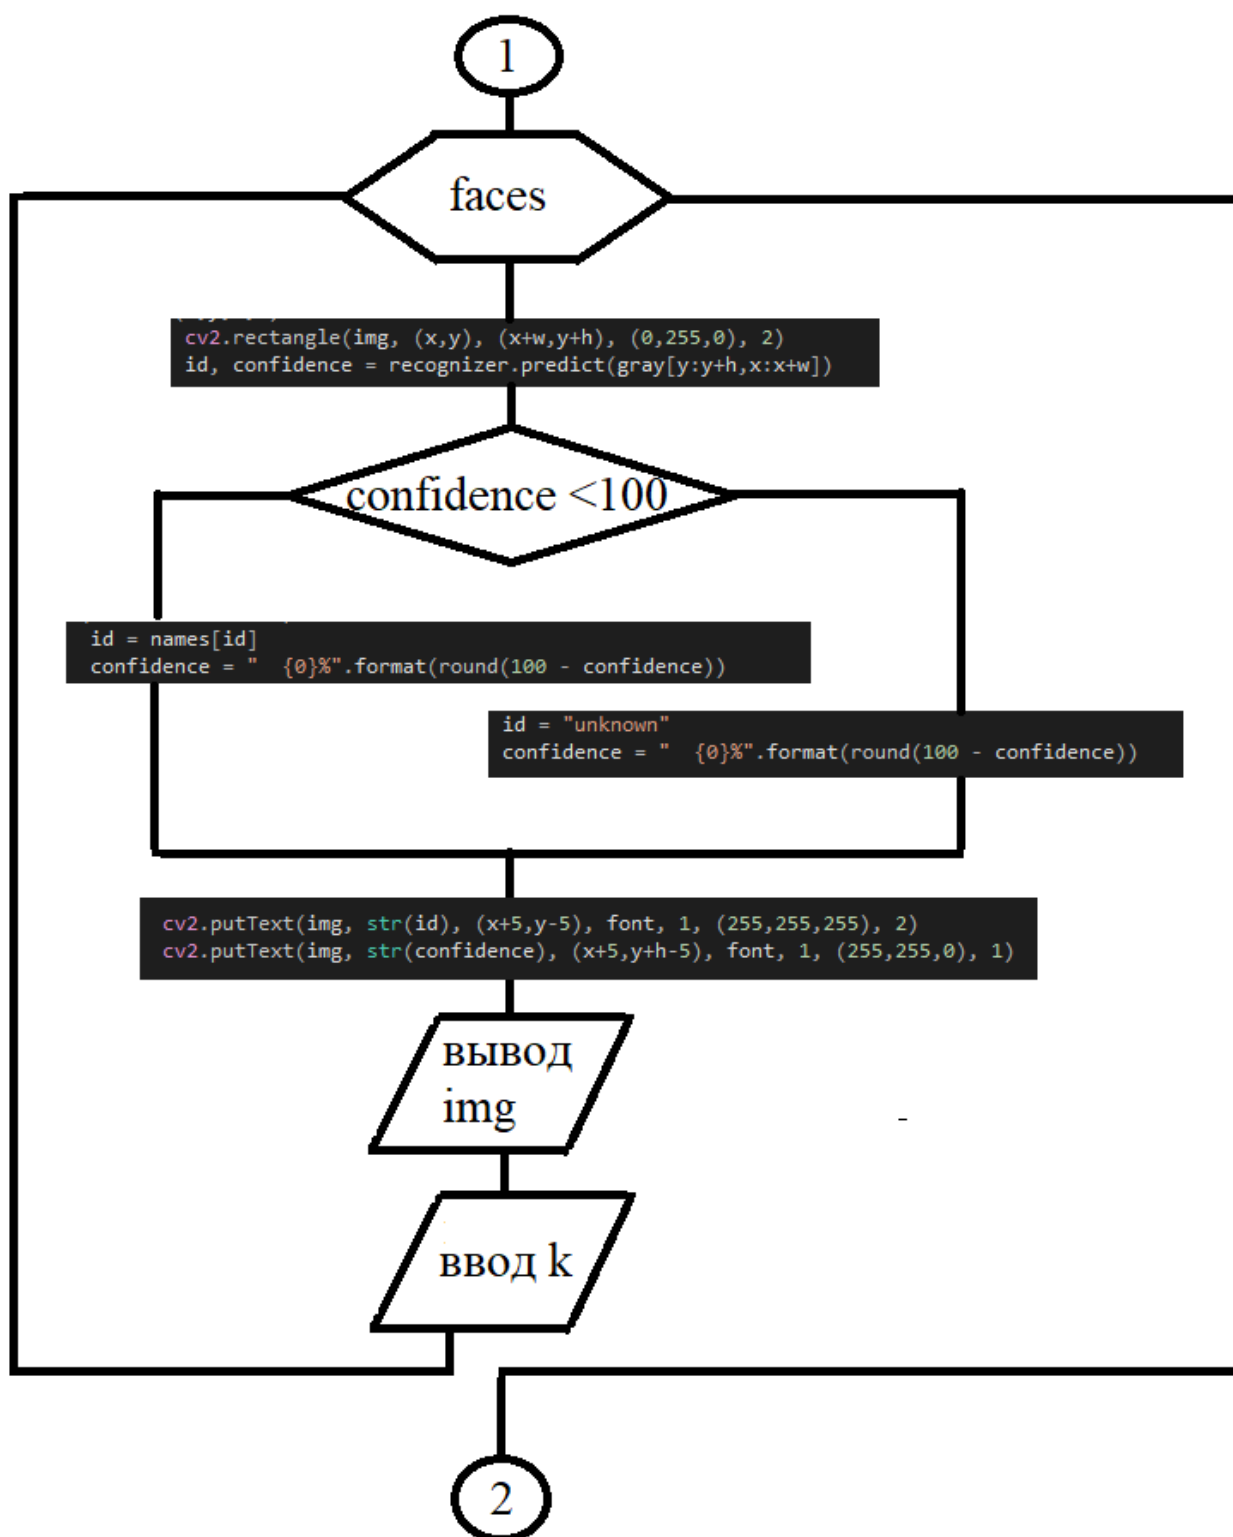 1
faces
cv2.rectangle(img, (x,y), (x+w,y+h), (0,255,0), 2)
id, confidence = recognizer.predict(gray[y:y+h,x:x+w])
confidence <100
id = names[id]
confidence = "  {0}%".format(round(100 - confidence))
id = "unknown"
confidence = "  {0}%".format(round(100 - confidence))
cv2.putText(img, str(id), (x+5,y-5), font, 1, (255,255,255), 2)
cv2.putText(img, str(confidence), (x+5,y+h-5), font, 1, (255,255,0), 1)
вывод
img
-
ввод k
2